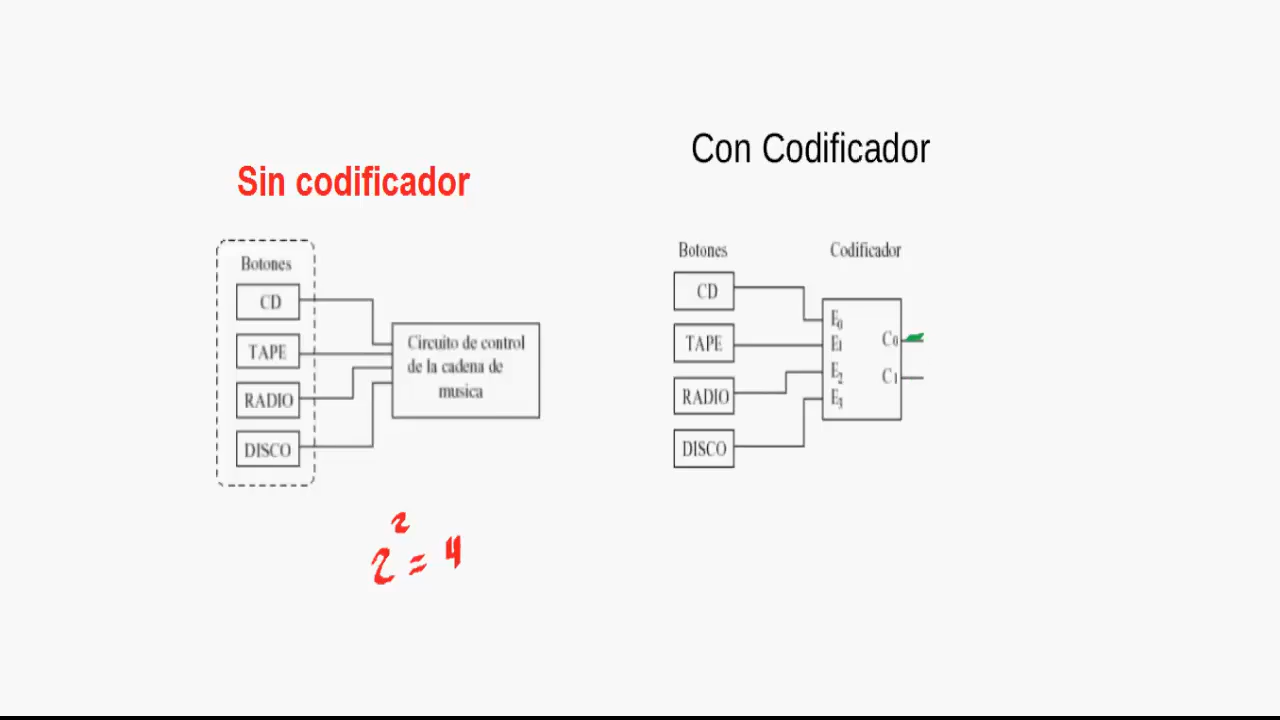 Sin codificador
Botones
CD
TAPE
RADIO
DISCO
Circuito de control
de la cadena de
musica
2² = 4
Con Codificador
Botones
Codificador
CD
TAPE
RADIO
DISCO
E0
E1
E2
E3
C0
C1